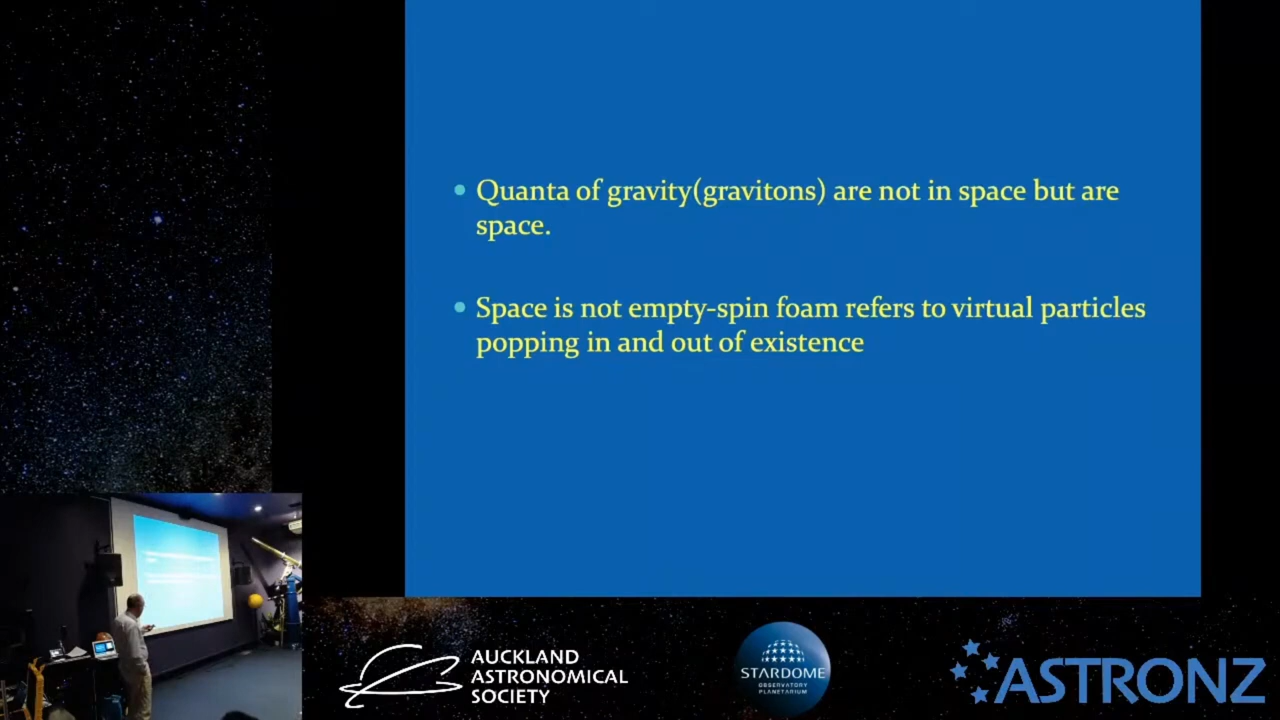 Quanta of gravity(gravitons) are not in space but are
space.
Space is not empty-spin foam refers to virtual particles
popping in and out of existence
AUCKLAND
ASTRONOMICAL
SOCIETY
STARDOME
OBSERVATORY
PLANETARIUM
ASTRONZ